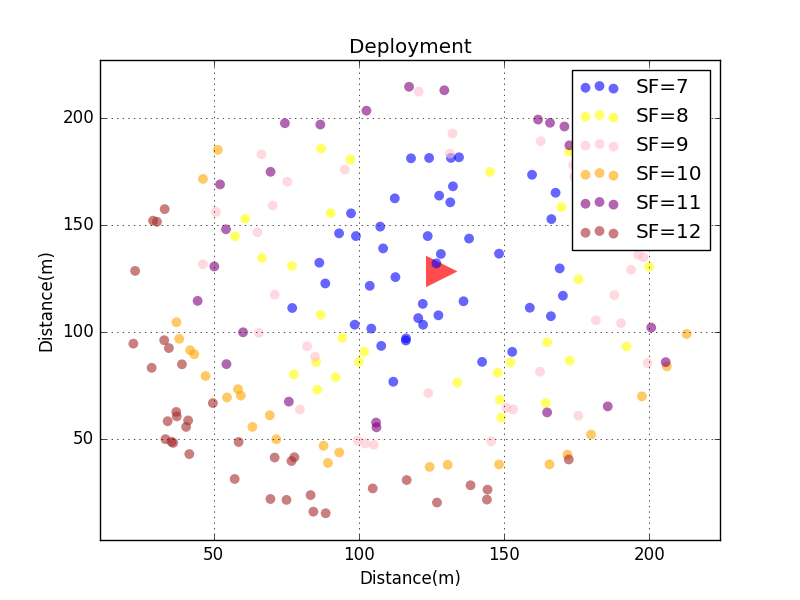 Deployment
SF=7
SF=8
SF=9
SF=10
SF=11
SF=12
200
150
100
50
Distance(m)
50 100 150 200
Distance(m)